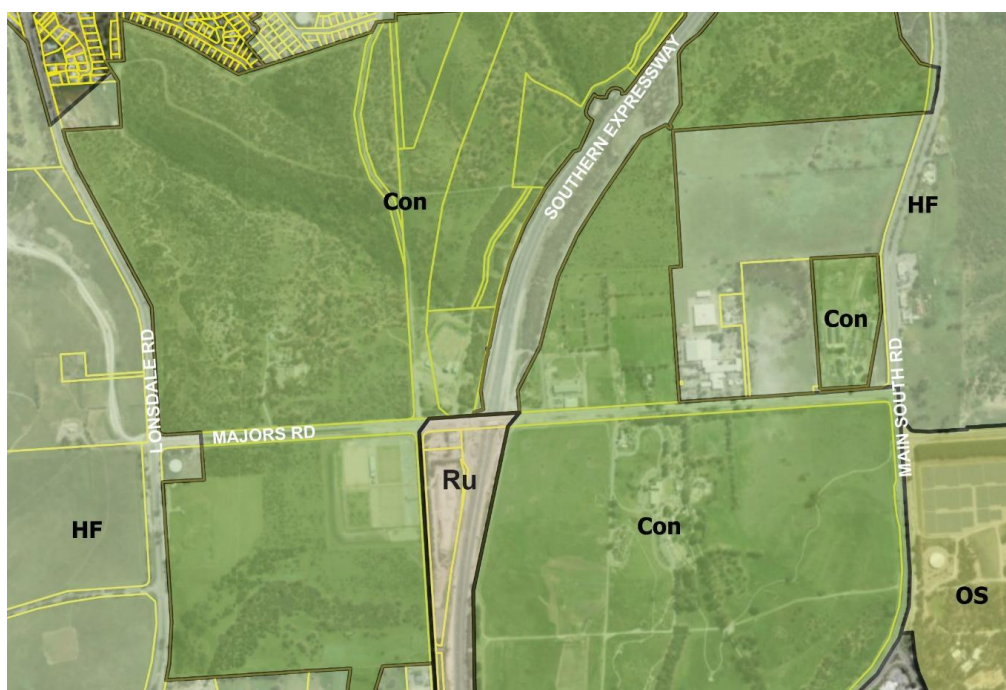 SOUTHERN EXPRESSWAY
Con
HF
Con
LONSDALE RD
MAJORS RD
MAIN SOUTH RD
Ru
HF
Con
OS